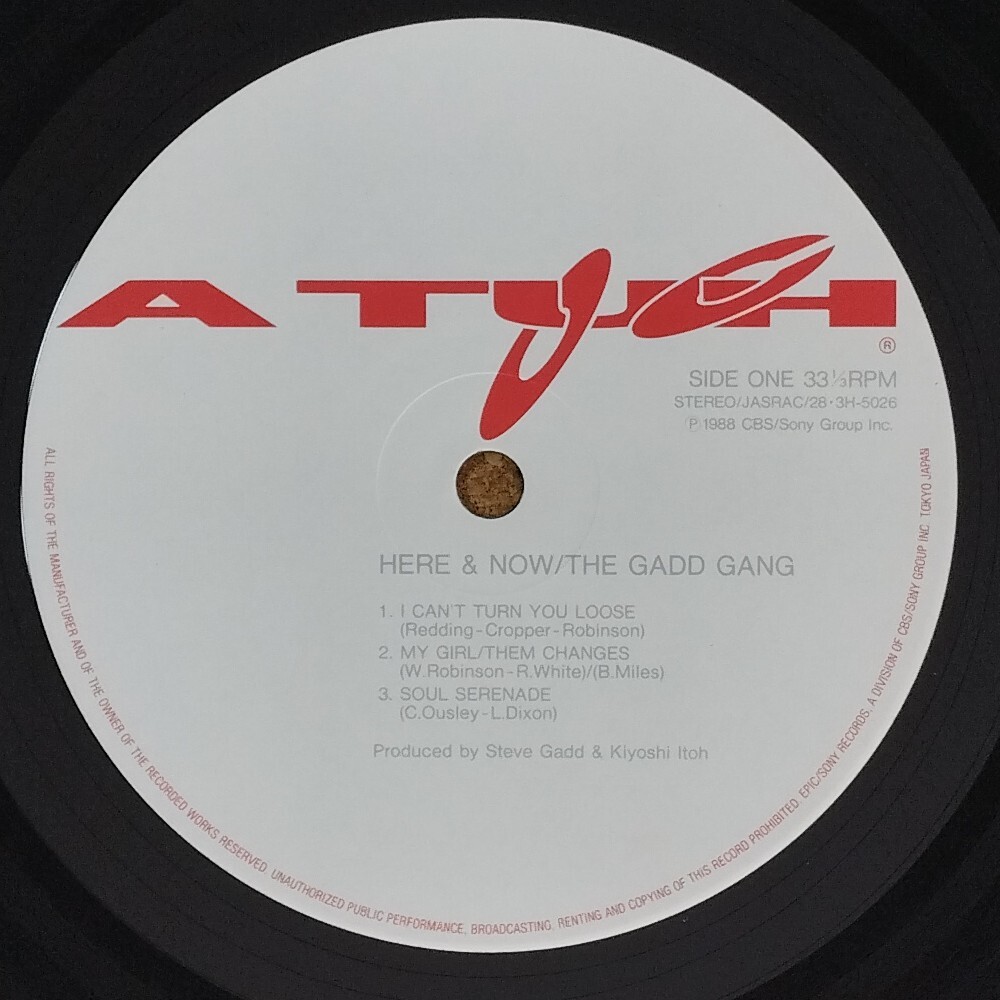 A TOUCH
®
SIDE ONE 33⅓RPM
STEREO/JASRAC/28・3H-5026
Ⓟ1988 CBS/Sony Group Inc.
HERE & NOW/THE GADD GANG
1. I CAN'T TURN YOU LOOSE
(Redding-Cropper-Robinson)
2. MY GIRL/THEM CHANGES
(W.Robinson-R.White)/(B.Miles)
3. SOUL SERENADE
(C.Ousley-L.Dixon)
Produced by Steve Gadd & Kiyoshi Itoh
ALL RIGHTS OF THE MANUFACTURER AND OF THE OWNER OF THE RECORDED WORKS RESERVED. UNAUTHORIZED PUBLIC PERFORMANCE, BROADCASTING, RENTING AND COPYING OF THIS RECORD PROHIBITED. EPIC/SONY RECORDS. A DIVISION OF CBS/SONY GROUP INC. TOKYO JAPAN